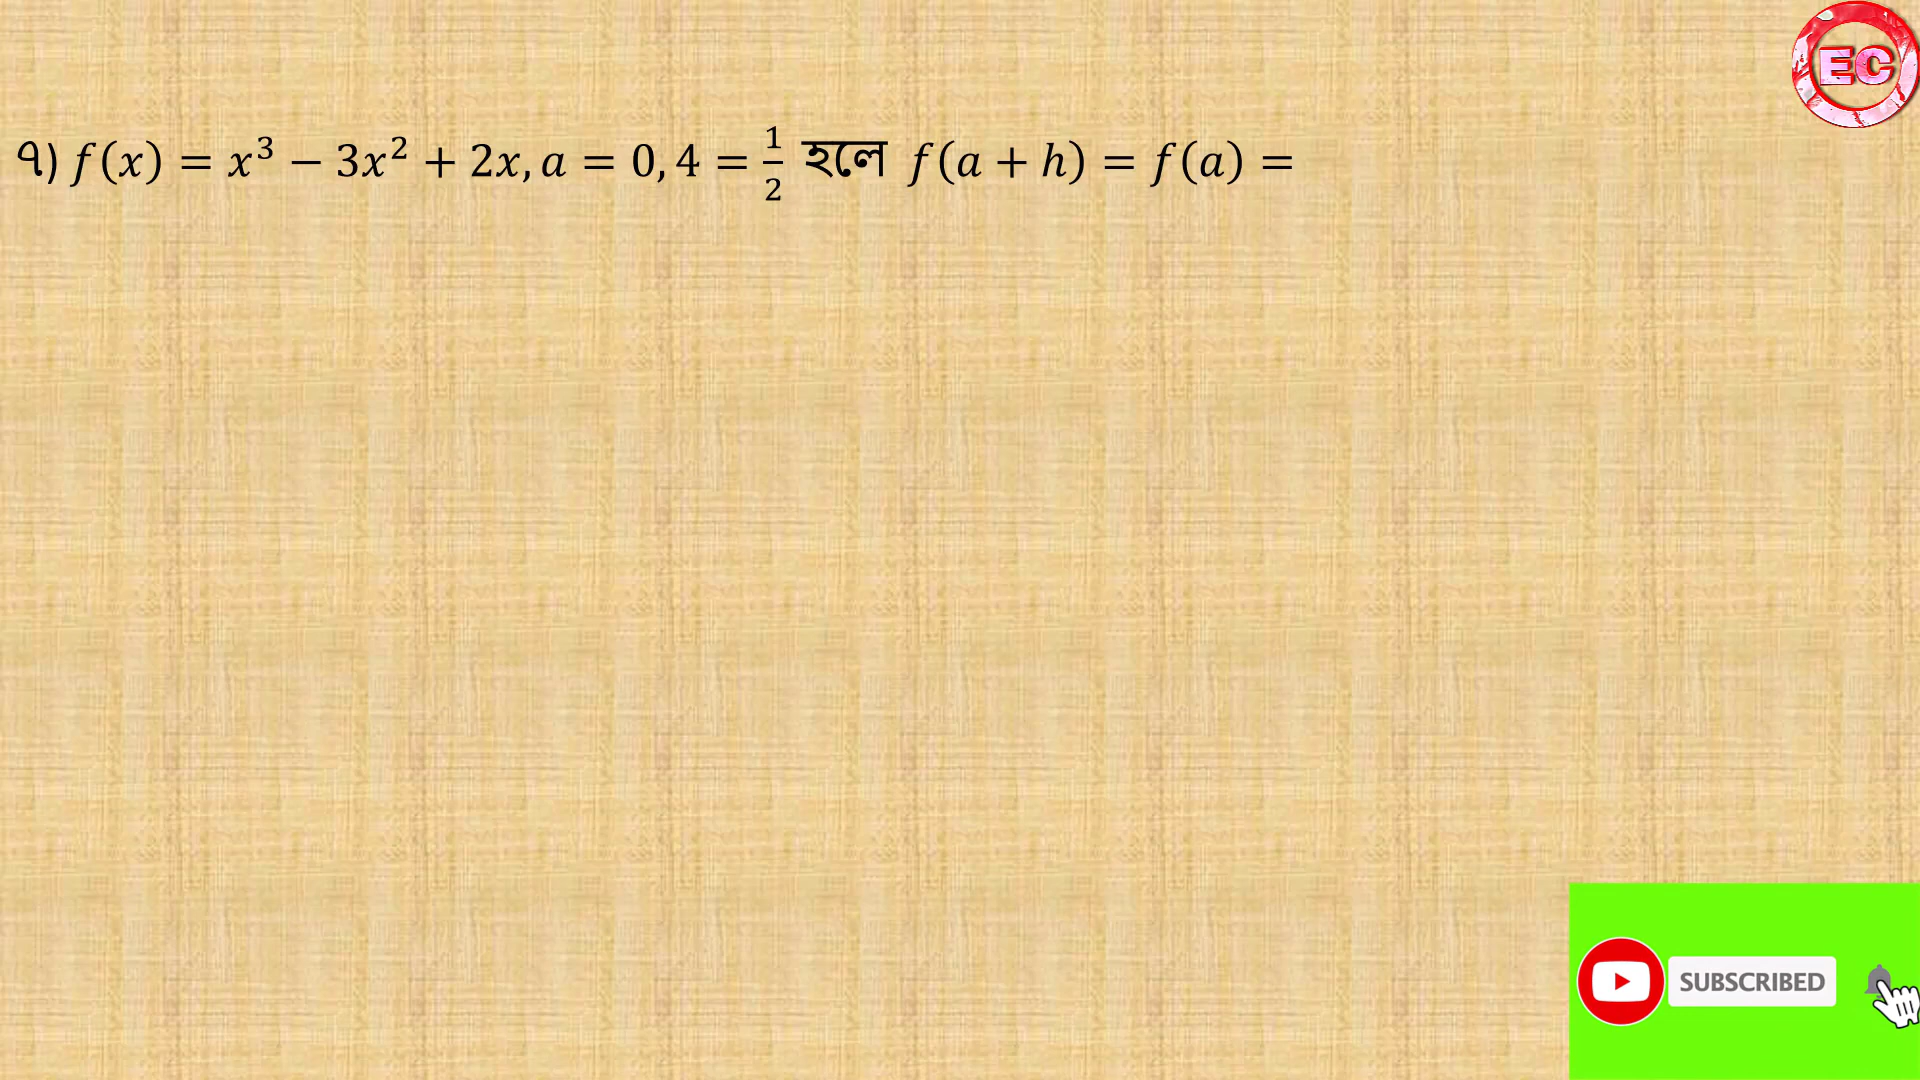 EC
৭) f(x) = x³ − 3x² + 2x, a = 0, 4 = 1/2 হলে f(a + h) = f(a) =
SUBSCRIBED